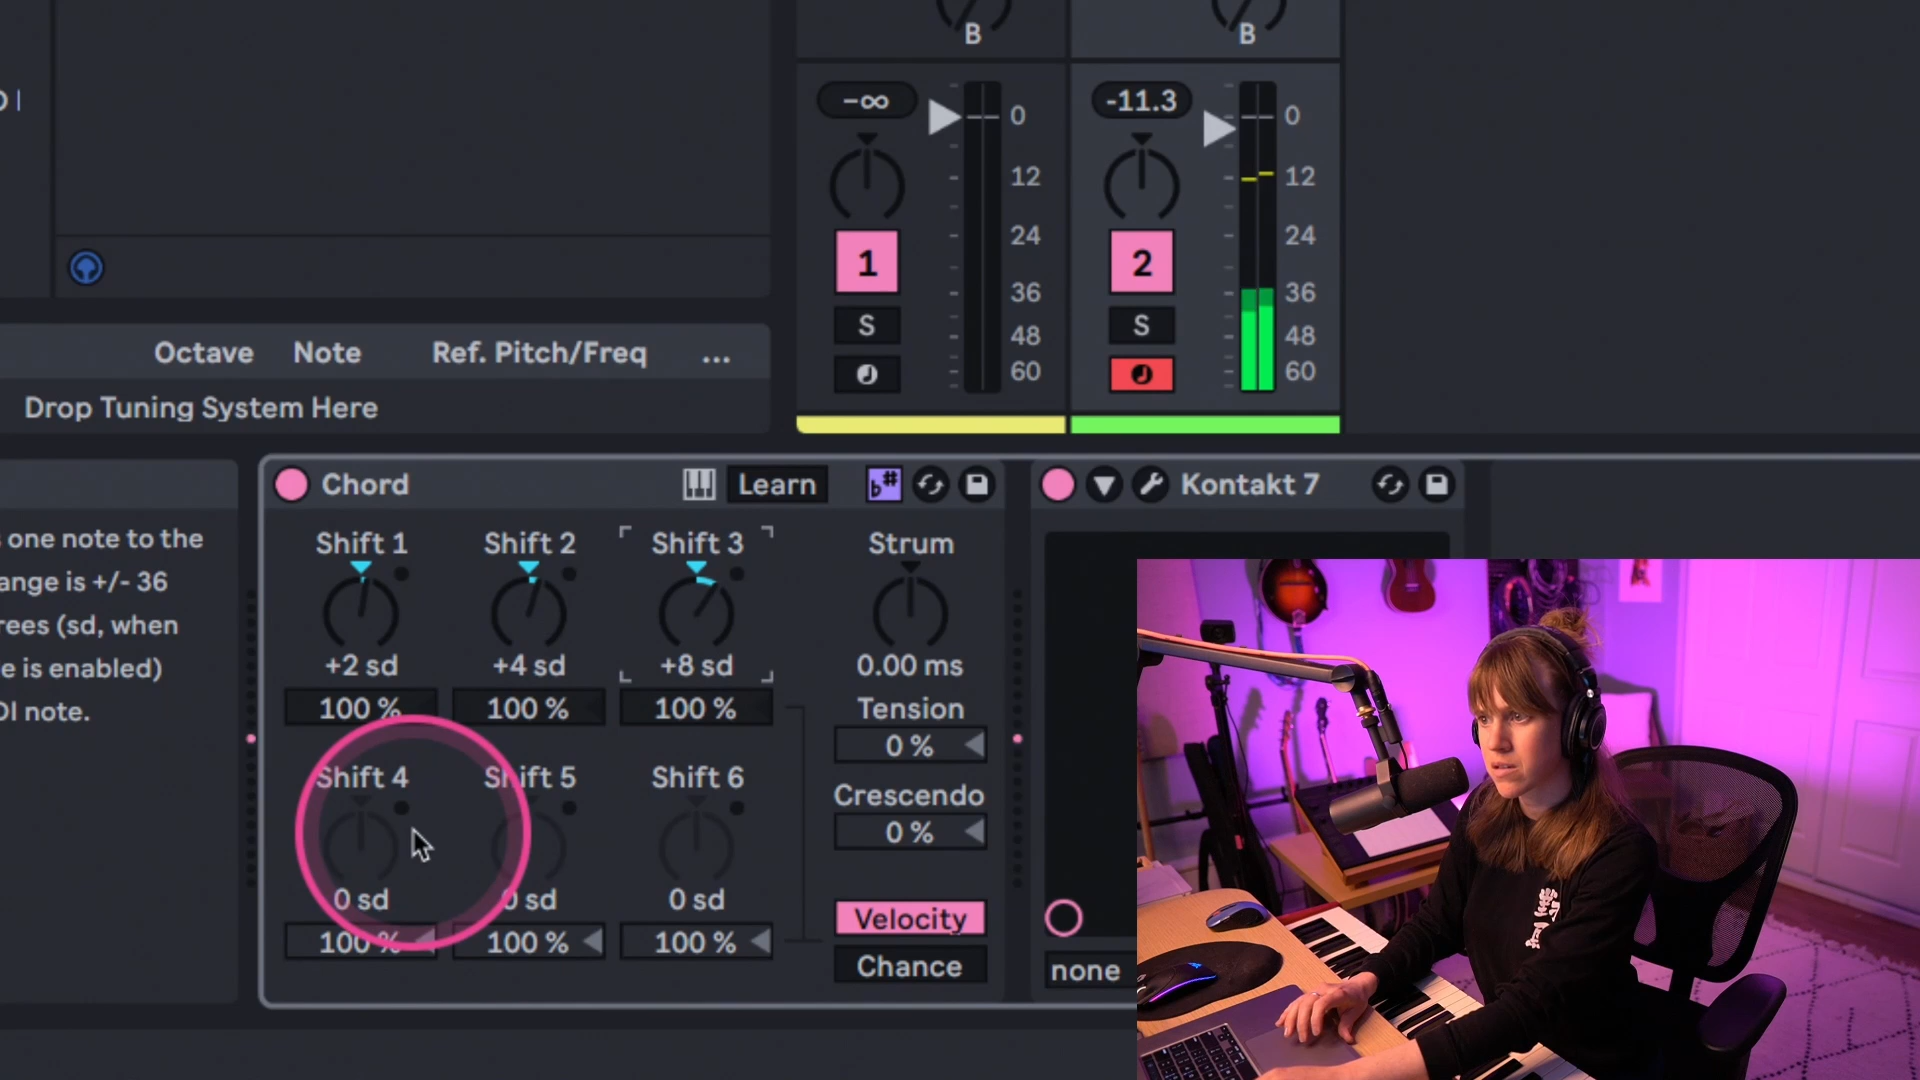 B
B
-∞
0
12
24
36
48
60
1
S
-11.3
0
12
24
36
48
60
2
S
Octave Note Ref. Pitch/Freq ...
Drop Tuning System Here
one note to the
ange is +/- 36
rees (sd, when
e is enabled)
OI note.
Chord
Learn
b#
Shift 1
+2 sd
100 %
Shift 2
+4 sd
100 %
Shift 3
+8 sd
100 %
Shift 4
0 sd
100 %
Shift 5
0 sd
100 %
Shift 6
0 sd
100 %
Strum
0.00 ms
Tension
0 %
Crescendo
0 %
Velocity
Chance
Kontakt 7
none